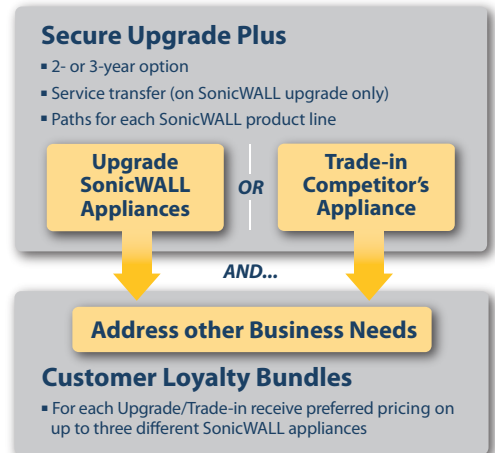 Secure Upgrade Plus
▪ 2- or 3-year option
▪ Service transfer (on SonicWALL upgrade only)
▪ Paths for each SonicWALL product line
Upgrade
SonicWALL
Appliances
OR
Trade-in
Competitor's
Appliance
AND...
Address other Business Needs
Customer Loyalty Bundles
▪ For each Upgrade/Trade-in receive preferred pricing on
up to three different SonicWALL appliances